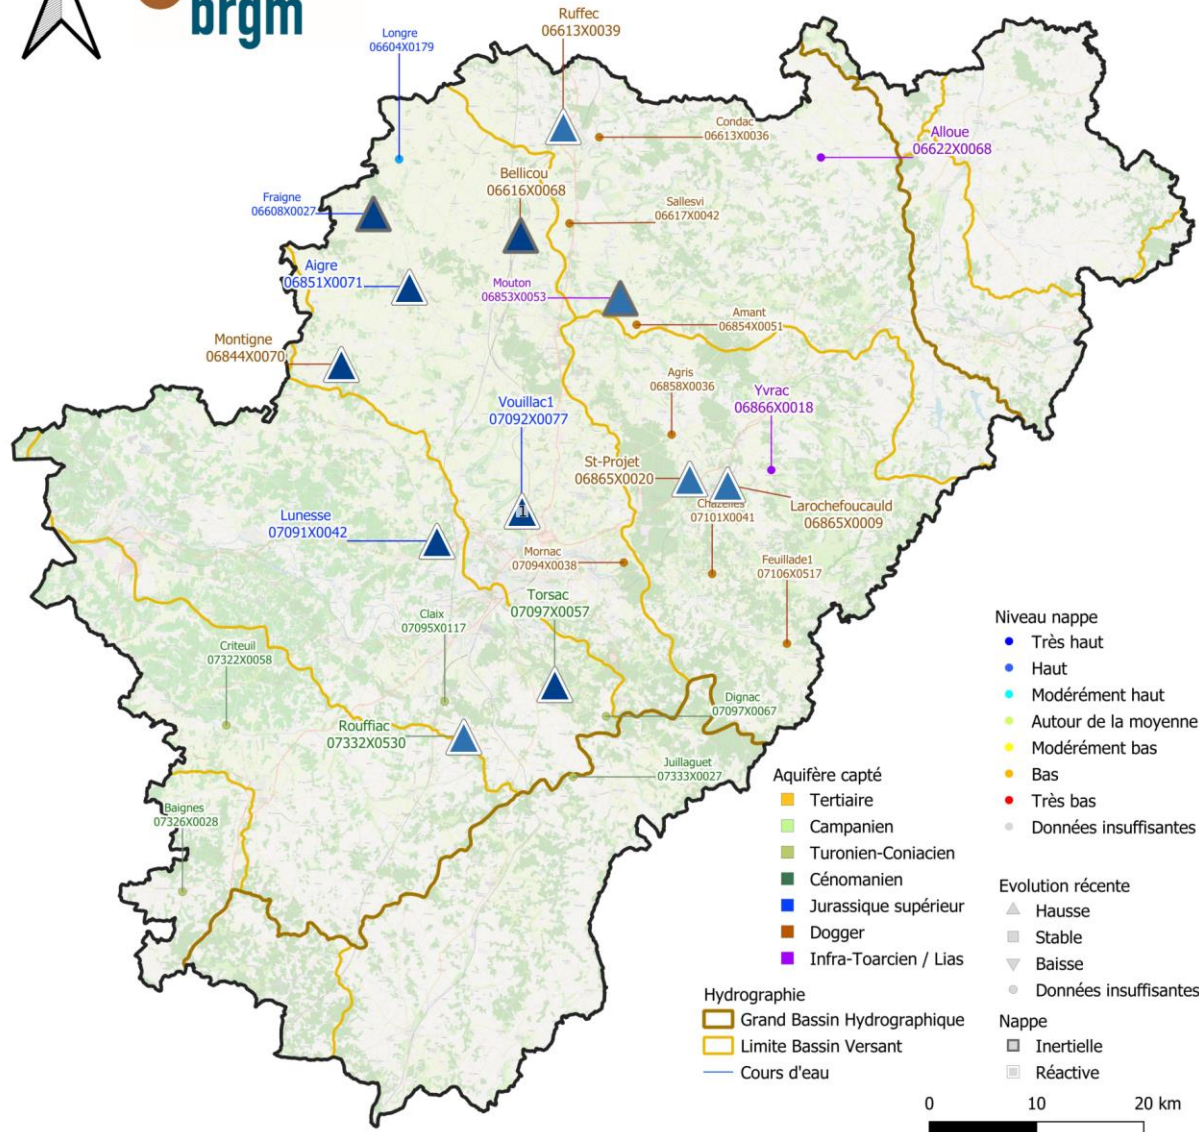 brgm
Longre
06604X0179
Ruffec
06613X0039
Condac
06613X0036
Alloue
06622X0068
Bellicou
06616X0068
Fraigne
06608X0027
Sallesvi
06617X0042
Aigre
06851X0071
Mouton
06853X0053
Amant
06854X0051
Montigne
06844X0070
Agris
06858X0036
Yvrac
06866X0018
Vouillac1
07092X0077
St-Projet
06865X0020
Larochefoucauld
06865X0009
Chazelles
07101X0041
1
Lunesse
07091X0042
Mornac
07094X0038
Feuillade1
07106X0517
Torsac
07097X0057
Claix
07095X0117
Criteuil
07322X0058
Dignac
07097X0067
Rouffiac
07332X0530
Juillaguet
07333X0027
Baignes
07326X0028
Niveau nappe
Très haut
Haut
Modérément haut
Autour de la moyenne
Modérément bas
Bas
Très bas
Données insuffisantes
Aquifère capté
Tertiaire
Campanien
Turonien-Coniacien
Cénomanien
Jurassique supérieur
Dogger
Infra-Toarcien / Lias
Evolution récente
Hausse
Stable
Baisse
Données insuffisantes
Hydrographie
Grand Bassin Hydrographique
Limite Bassin Versant
Cours d'eau
Nappe
Inertielle
Réactive
0 10 20 km